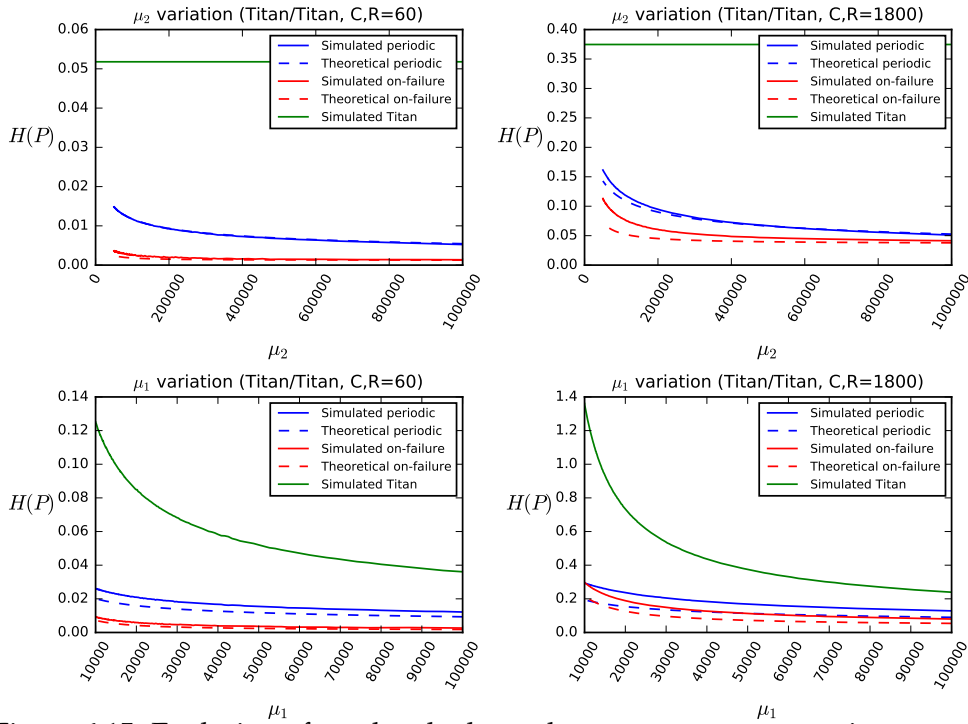 μ₂ variation (Titan/Titan, C,R=60)
0.06
0.05
0.04
0.03
0.02
0.01
0.00
H(P)
Simulated periodic
Theoretical periodic
Simulated on-failure
Theoretical on-failure
Simulated Titan
0
200000
400000
600000
800000
1000000
μ₂
μ₂ variation (Titan/Titan, C,R=1800)
0.40
0.35
0.30
0.25
0.20
0.15
0.10
0.05
0.00
H(P)
Simulated periodic
Theoretical periodic
Simulated on-failure
Theoretical on-failure
Simulated Titan
0
200000
400000
600000
800000
1000000
μ₂
μ₁ variation (Titan/Titan, C,R=60)
0.14
0.12
0.10
0.08
0.06
0.04
0.02
0.00
H(P)
Simulated periodic
Theoretical periodic
Simulated on-failure
Theoretical on-failure
Simulated Titan
10000
20000
30000
40000
50000
60000
70000
80000
90000
100000
μ₁
μ₁ variation (Titan/Titan, C,R=1800)
1.4
1.2
1.0
0.8
0.6
0.4
0.2
0.0
H(P)
Simulated periodic
Theoretical periodic
Simulated on-failure
Theoretical on-failure
Simulated Titan
10000
20000
30000
40000
50000
60000
70000
80000
90000
100000
μ₁